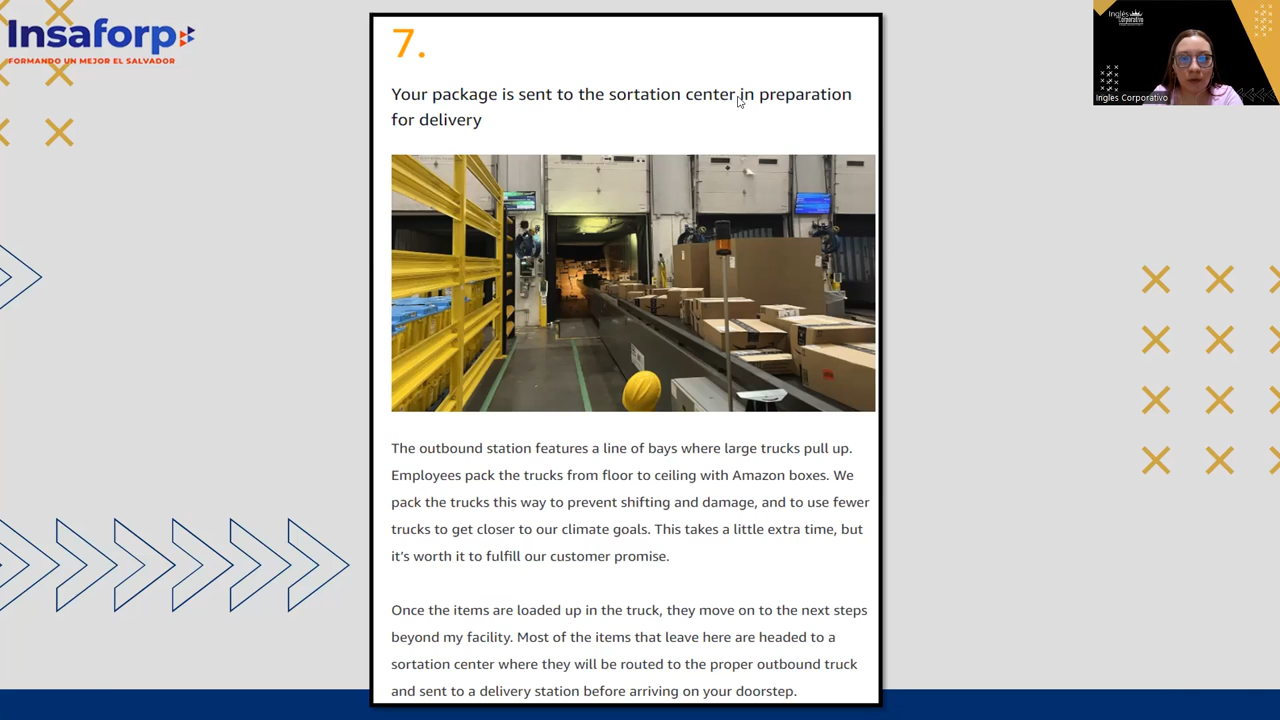 Insaforp
FORMANDO UN MEJOR EL SALVADOR
7.
Your package is sent to the sortation center in preparation
for delivery
The outbound station features a line of bays where large trucks pull up.
Employees pack the trucks from floor to ceiling with Amazon boxes. We
pack the trucks this way to prevent shifting and damage, and to use fewer
trucks to get closer to our climate goals. This takes a little extra time, but
it’s worth it to fulfill our customer promise.
Once the items are loaded up in the truck, they move on to the next steps
beyond my facility. Most of the items that leave here are headed to a
sortation center where they will be routed to the proper outbound truck
and sent to a delivery station before arriving on your doorstep.
Inglés
Corporativo
Ingles Corporativo